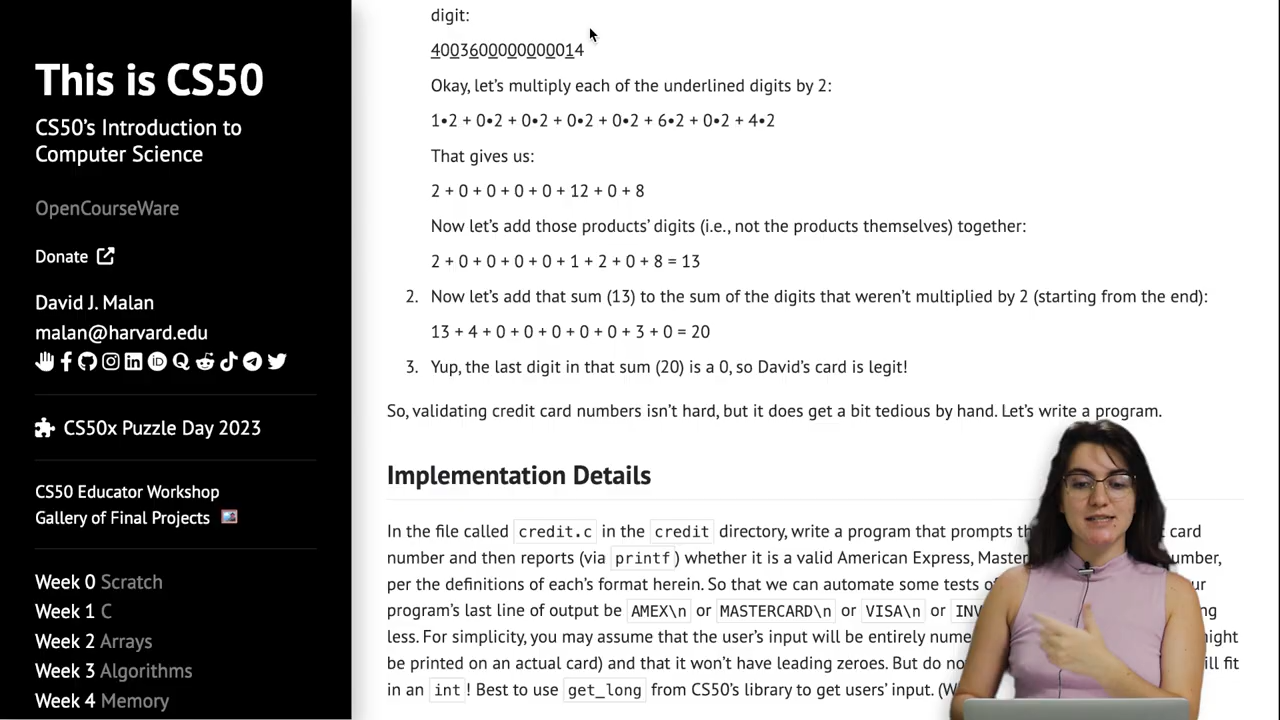 This is CS50
CS50's Introduction to
Computer Science
OpenCourseWare
Donate
David J. Malan
malan@harvard.edu
CS50x Puzzle Day 2023
CS50 Educator Workshop
Gallery of Final Projects
Week 0 Scratch
Week 1 C
Week 2 Arrays
Week 3 Algorithms
Week 4 Memory
digit:
4003600000000014
Okay, let's multiply each of the underlined digits by 2:
1•2 + 0•2 + 0•2 + 0•2 + 0•2 + 6•2 + 0•2 + 4•2
That gives us:
2 + 0 + 0 + 0 + 0 + 12 + 0 + 8
Now let's add those products' digits (i.e., not the products themselves) together:
2 + 0 + 0 + 0 + 0 + 1 + 2 + 0 + 8 = 13
2. Now let's add that sum (13) to the sum of the digits that weren't multiplied by 2 (starting from the end):
13 + 4 + 0 + 0 + 0 + 0 + 0 + 3 + 0 = 20
3. Yup, the last digit in that sum (20) is a 0, so David's card is legit!
So, validating credit card numbers isn't hard, but it does get a bit tedious by hand. Let's write a program.
Implementation Details
In the file called credit.c in the credit directory, write a program that prompts card
number and then reports (via printf) whether it is a valid American Express,
per the definitions of each's format herein. So that we can automate some tests
program's last line of output be AMEX\n or MASTERCARD\n or VISA\n or
less. For simplicity, you may assume that the user's input will be entirely
be printed on an actual card) and that it won't have leading zeroes. But do fit
in an int! Best to use get_long from CS50's library to get users' input.